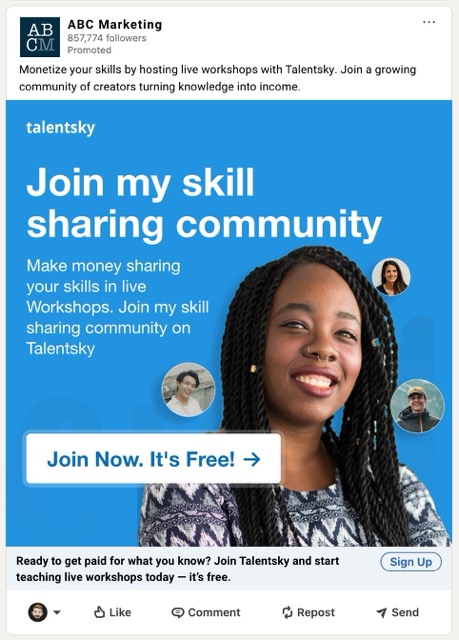 AB
CM
ABC Marketing
857,774 followers
Promoted
Monetize your skills by hosting live workshops with Talentsky. Join a growing
community of creators turning knowledge into income.
talentsky
Join my skill
sharing community
Make money sharing
your skills in live
Workshops. Join my skill
sharing community on
Talentsky
Join Now. It's Free! →
Ready to get paid for what you know? Join Talentsky and start
teaching live workshops today — it’s free.
Sign Up
Like
Comment
Repost
Send